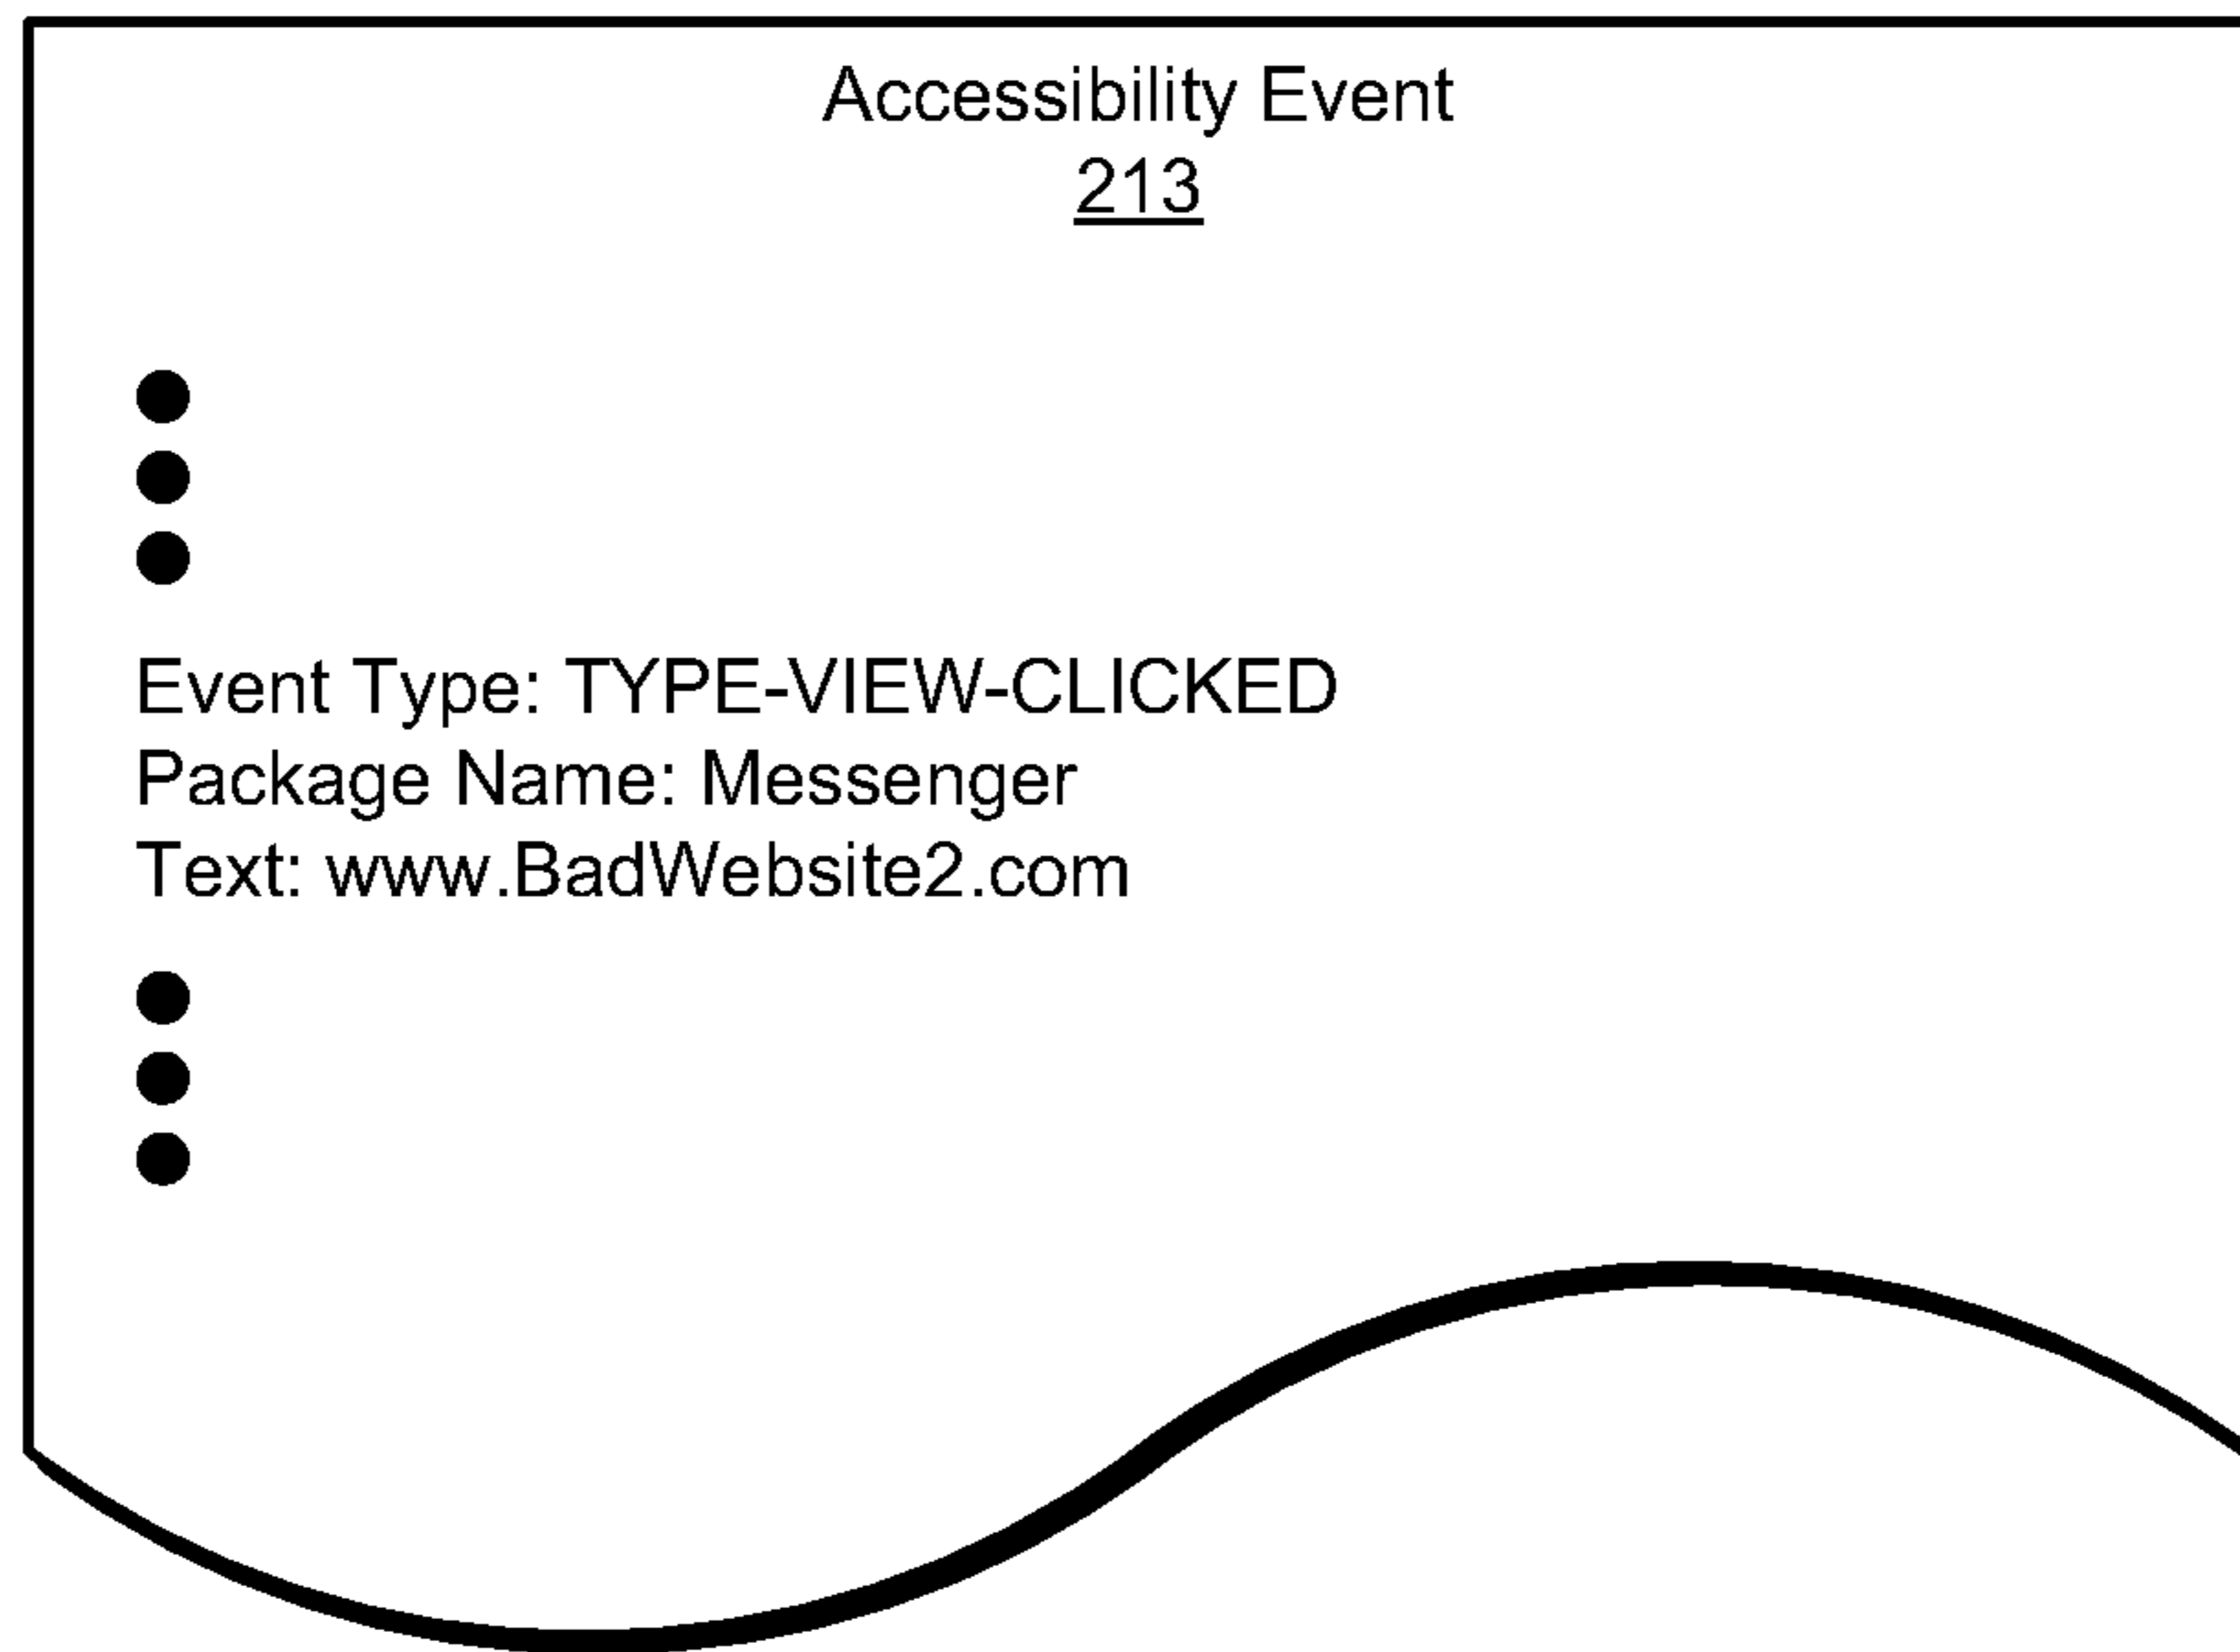 Accessibility Event
213
Event Type: TYPE-VIEW-CLICKED
Package Name: Messenger
Text: www.BadWebsite2.com